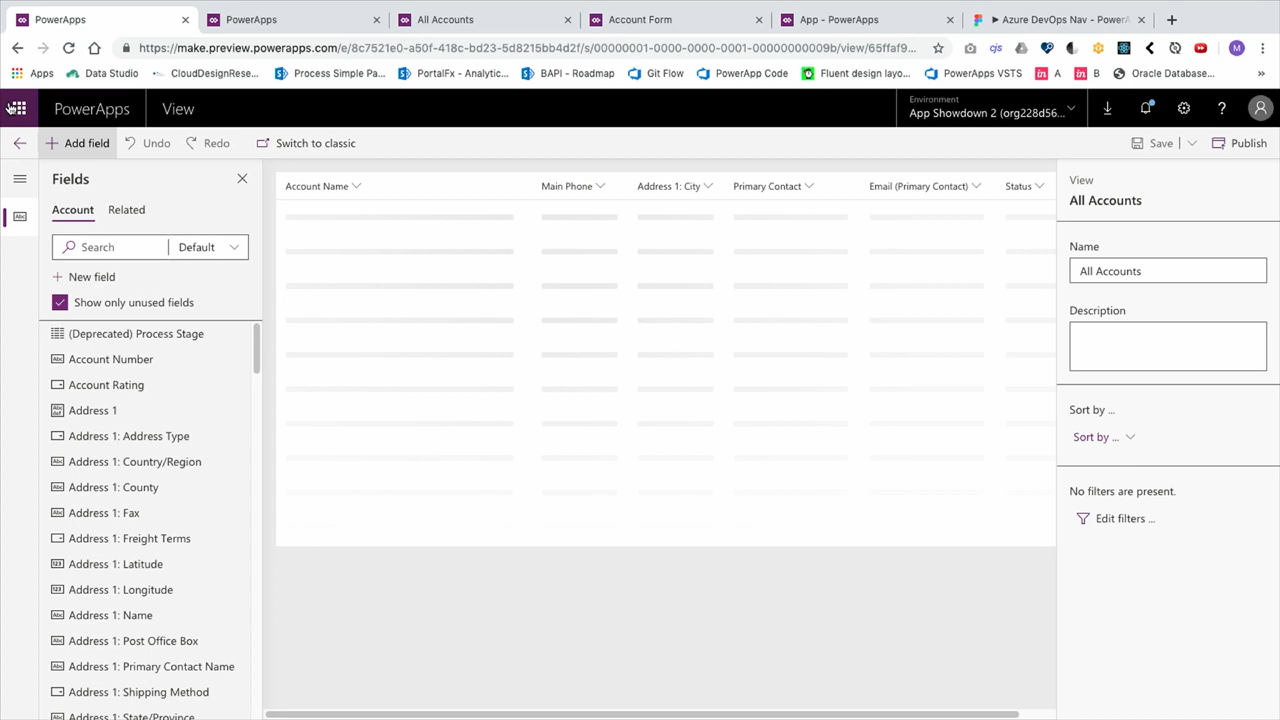 PowerApps
PowerApps
All Accounts
Account Form
App - PowerApps
▶ Azure DevOps Nav - PowerA
https://make.preview.powerapps.com/e/8c7521e0-a50f-418c-bd23-5d8215bb4d2f/s/00000001-0000-0000-0001-00000000009b/view/65ffaf9...
M
Apps
Data Studio
CloudDesignRese...
Process Simple Pa...
PortalFx - Analytic...
BAPI - Roadmap
Git Flow
PowerApp Code
Fluent design layo...
PowerApps VSTS
in A
in B
Oracle Database...
PowerApps
View
Environment
App Showdown 2 (org228d56...
Add field
Undo
Redo
Switch to classic
Save
Publish
Fields
Account
Related
Search
Default
New field
Show only unused fields
(Deprecated) Process Stage
Account Number
Account Rating
Address 1
Address 1: Address Type
Address 1: Country/Region
Address 1: County
Address 1: Fax
Address 1: Freight Terms
Address 1: Latitude
Address 1: Longitude
Address 1: Name
Address 1: Post Office Box
Address 1: Primary Contact Name
Address 1: Shipping Method
Address 1: State/Province
Account Name
Main Phone
Address 1: City
Primary Contact
Email (Primary Contact)
Status
View
All Accounts
Name
All Accounts
Description
Sort by ...
Sort by ...
No filters are present.
Edit filters ...